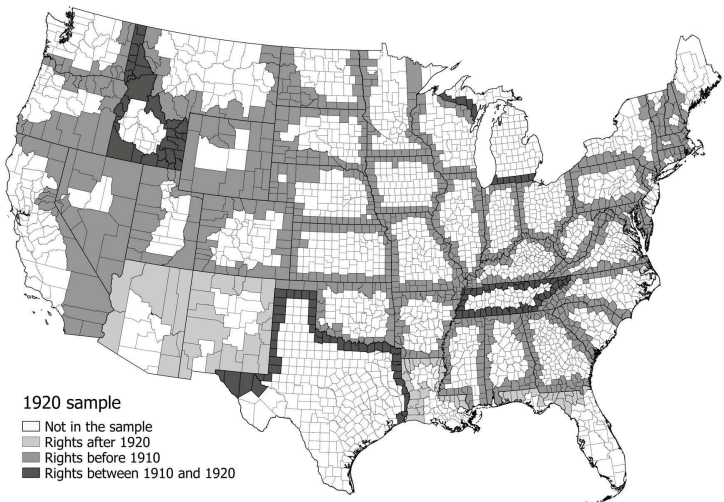 1920 sample
Not in the sample
Rights after 1920
Rights before 1910
Rights between 1910 and 1920